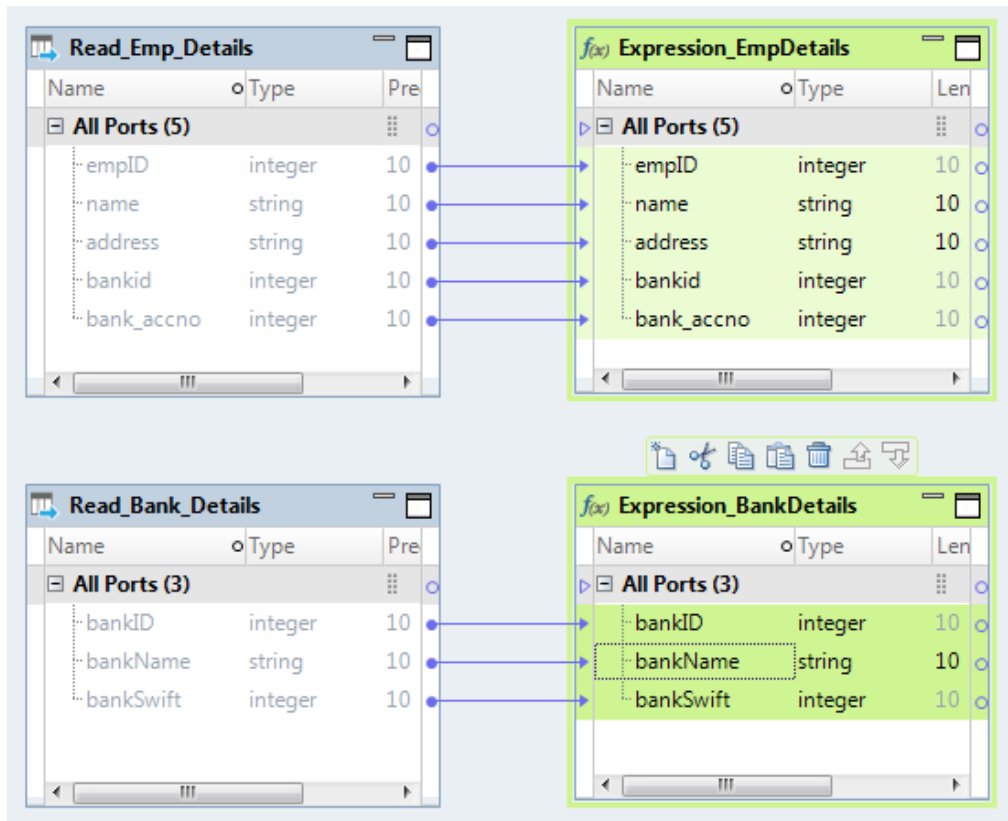 Read_Emp_Details
Name Type Pre
All Ports (5)
empID integer 10
name string 10
address string 10
bankid integer 10
bank_accno integer 10
f(x) Expression_EmpDetails
Name Type Len
All Ports (5)
empID integer 10
name string 10
address string 10
bankid integer 10
bank_accno integer 10
Read_Bank_Details
Name Type Pre
All Ports (3)
bankID integer 10
bankName string 10
bankSwift integer 10
f(x) Expression_BankDetails
Name Type Len
All Ports (3)
bankID integer 10
bankName string 10
bankSwift integer 10